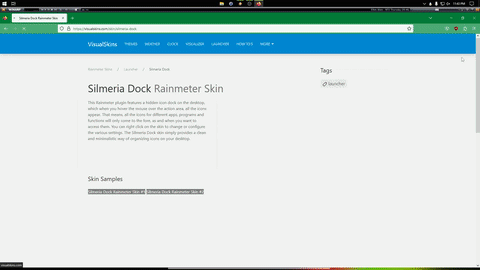 Silmeria Dock Rainmeter Skin
https://visualskins.com/skin/silmeria-dock
VisualSkins THEMES WEATHER CLOCK VISUALIZER LAUNCHER HOW-TO'S MORE
Rainmeter Skins / Launcher / Silmeria Dock
Tags
launcher
Silmeria Dock Rainmeter Skin
This Rainmeter plugin features a hidden icon dock on the desktop,
which when you hover the mouse over the action area, all the icons
appear. That means, all the icons for different apps, programs and
functions will only come to the fore, as and when you want to
access them. You can right click on the skin to change or configure
the various settings. The Silmeria Dock skin simply provides a clean
and minimalistic way of organizing icons on your desktop.
Skin Samples
Silmeria Dock Rainmeter Skin #1 Silmeria Dock Rainmeter Skin #2
visualskins.com